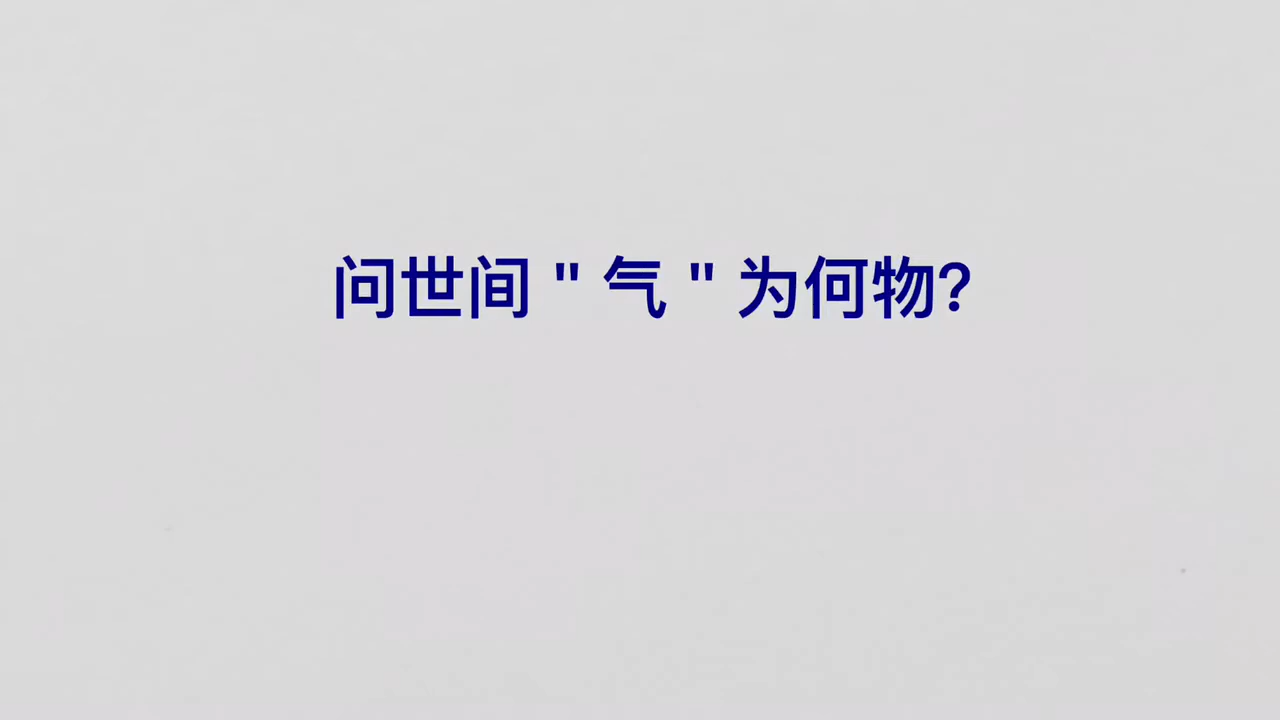 问世间 " 气 " 为何物?